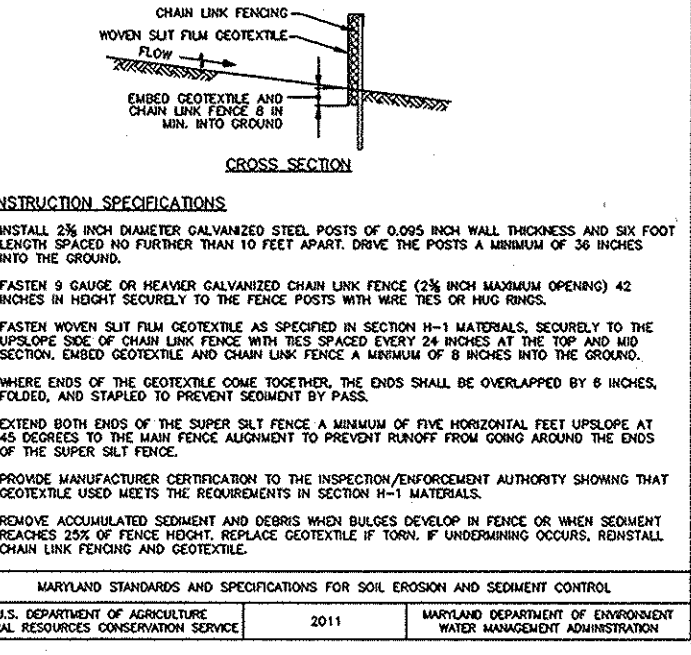 CHAIN LINK FENCING
WOVEN SLIT FILM GEOTEXTILE
FLOW
EMBED GEOTEXTILE AND
CHAIN LINK FENCE 8 IN
MIN. INTO GROUND
CROSS SECTION
NSTRUCTION SPECIFICATIONS
INSTALL 2⅜ INCH DIAMETER GALVANIZED STEEL POSTS OF 0.095 INCH WALL THICKNESS AND SIX FOOT
LENGTH SPACED NO FURTHER THAN 10 FEET APART. DRIVE THE POSTS A MINIMUM OF 36 INCHES
INTO THE GROUND.
FASTEN 9 GAUGE OR HEAVIER GALVANIZED CHAIN LINK FENCE (2⅜ INCH MAXIMUM OPENING) 42
INCHES IN HEIGHT SECURELY TO THE FENCE POSTS WITH WIRE TIES OR HUG RINGS.
FASTEN WOVEN SLIT FILM GEOTEXTILE AS SPECIFIED IN SECTION H-1 MATERIALS, SECURELY TO THE
UPSLOPE SIDE OF CHAIN LINK FENCE WITH TIES SPACED EVERY 24 INCHES AT THE TOP AND MID
SECTION. EMBED GEOTEXTILE AND CHAIN LINK FENCE A MINIMUM OF 8 INCHES INTO THE GROUND.
WHERE ENDS OF THE GEOTEXTILE COME TOGETHER, THE ENDS SHALL BE OVERLAPPED BY 6 INCHES,
FOLDED, AND STAPLED TO PREVENT SEDIMENT BY PASS.
EXTEND BOTH ENDS OF THE SUPER SILT FENCE A MINIMUM OF FIVE HORIZONTAL FEET UPSLOPE AT
45 DEGREES TO THE MAIN FENCE ALIGNMENT TO PREVENT RUNOFF FROM GOING AROUND THE ENDS
OF THE SUPER SILT FENCE.
PROVIDE MANUFACTURER CERTIFICATION TO THE INSPECTION/ENFORCEMENT AUTHORITY SHOWING THAT
GEOTEXTILE USED MEETS THE REQUIREMENTS IN SECTION H-1 MATERIALS.
REMOVE ACCUMULATED SEDIMENT AND DEBRIS WHEN BULGES DEVELOP IN FENCE OR WHEN SEDIMENT
REACHES 25% OF FENCE HEIGHT. REPLACE GEOTEXTILE IF TORN. IF UNDERMINING OCCURS, REINSTALL
CHAIN LINK FENCING AND GEOTEXTILE.
MARYLAND STANDARDS AND SPECIFICATIONS FOR SOIL EROSION AND SEDIMENT CONTROL
U.S. DEPARTMENT OF AGRICULTURE
AL RESOURCES CONSERVATION SERVICE
2011
MARYLAND DEPARTMENT OF ENVIRONMENT
WATER MANAGEMENT ADMINISTRATION